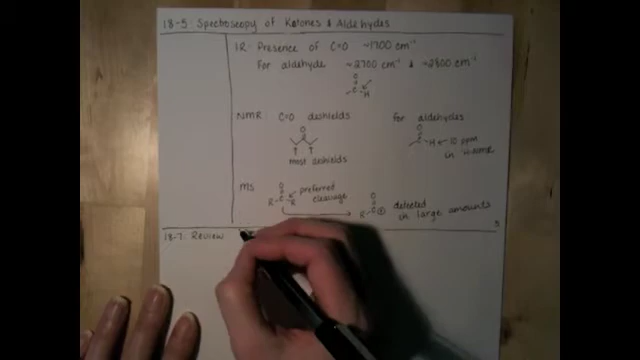 18-5: Spectroscopy of Ketones & Aldehydes
IR: Presence of C=O ~1700 cm⁻¹
For aldehyde ~2700 cm⁻¹ & ~2800 cm⁻¹
O
C
H
NMR: C=O deshields
O
most deshields
for aldehydes
O
C H ← 10 ppm
in ¹H-NMR
MS
O
R C R
preferred
cleavage
O
R-C⊕
detected
in large amounts
18-7: Review